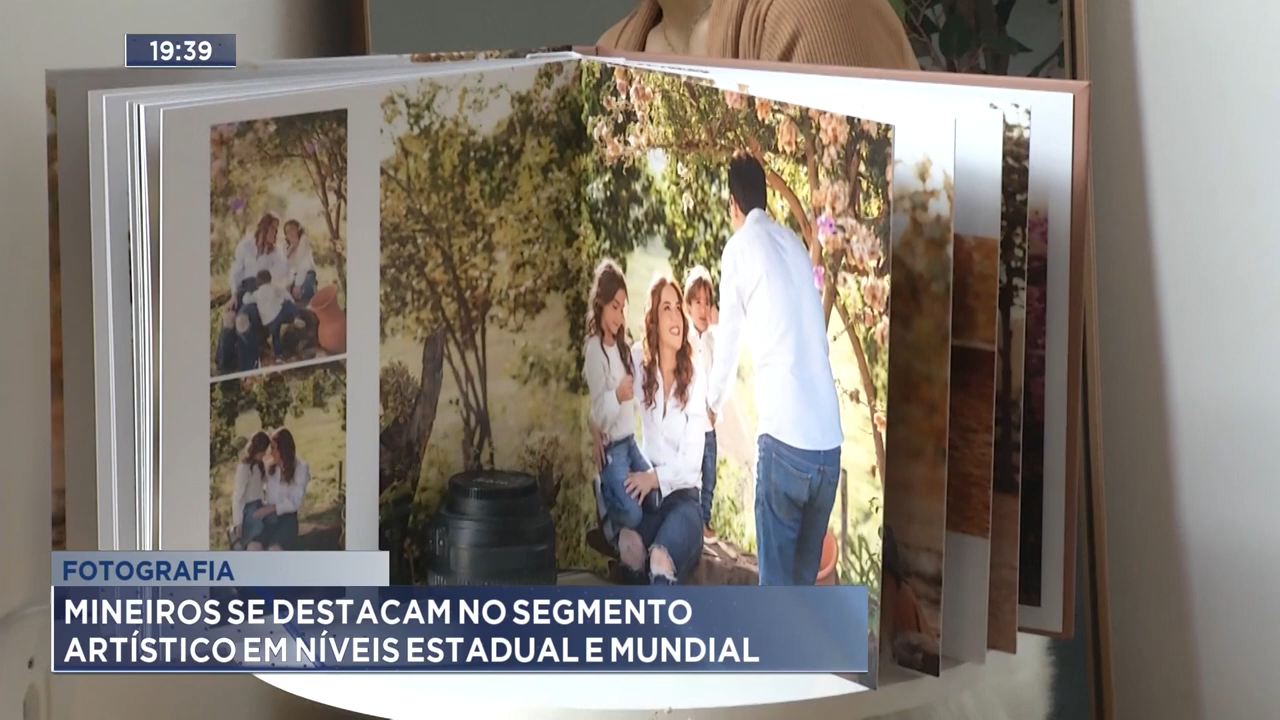 19:39
FOTOGRAFIA
MINEIROS SE DESTACAM NO SEGMENTO
ARTÍSTICO EM NÍVEIS ESTADUAL E MUNDIAL